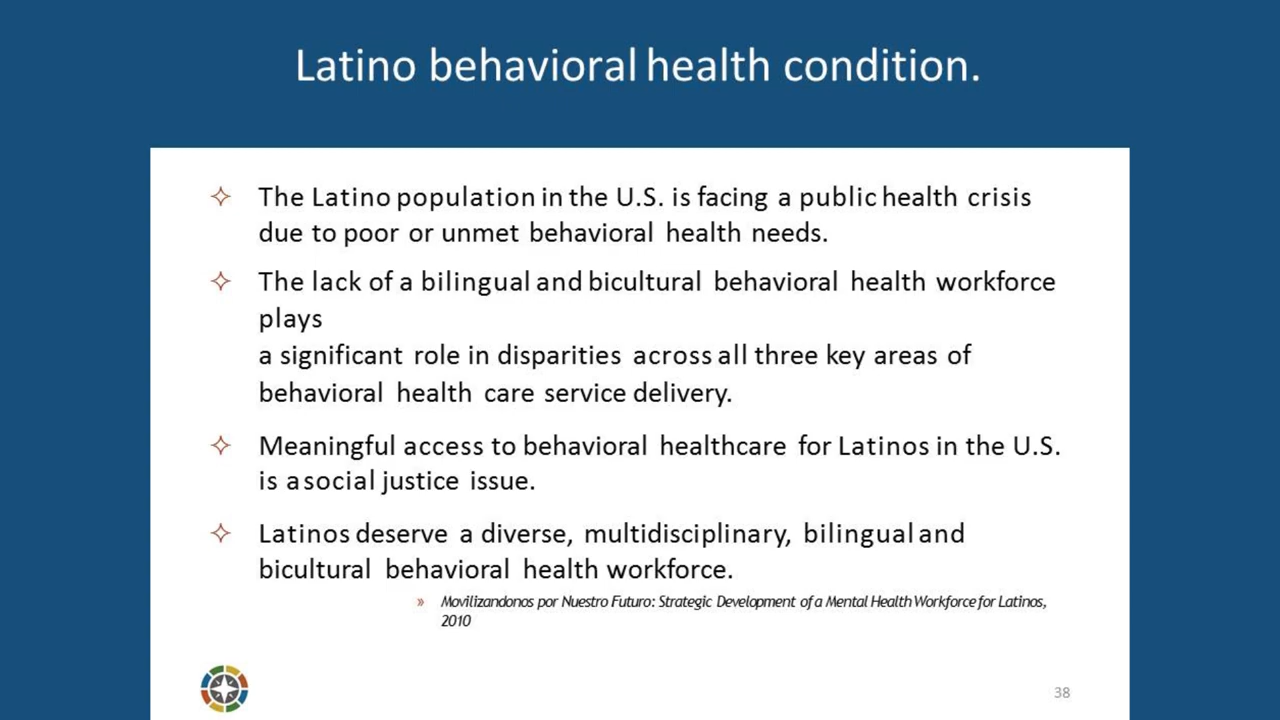 Latino behavioral health condition.
The Latino population in the U.S. is facing a public health crisis
due to poor or unmet behavioral health needs.
The lack of a bilingual and bicultural behavioral health workforce
plays
a significant role in disparities across all three key areas of
behavioral health care service delivery.
Meaningful access to behavioral healthcare for Latinos in the U.S.
is a social justice issue.
Latinos deserve a diverse, multidisciplinary, bilingual and
bicultural behavioral health workforce.
» Movilizandonos por Nuestro Futuro: Strategic Development of a Mental Health Workforce for Latinos,
2010
38